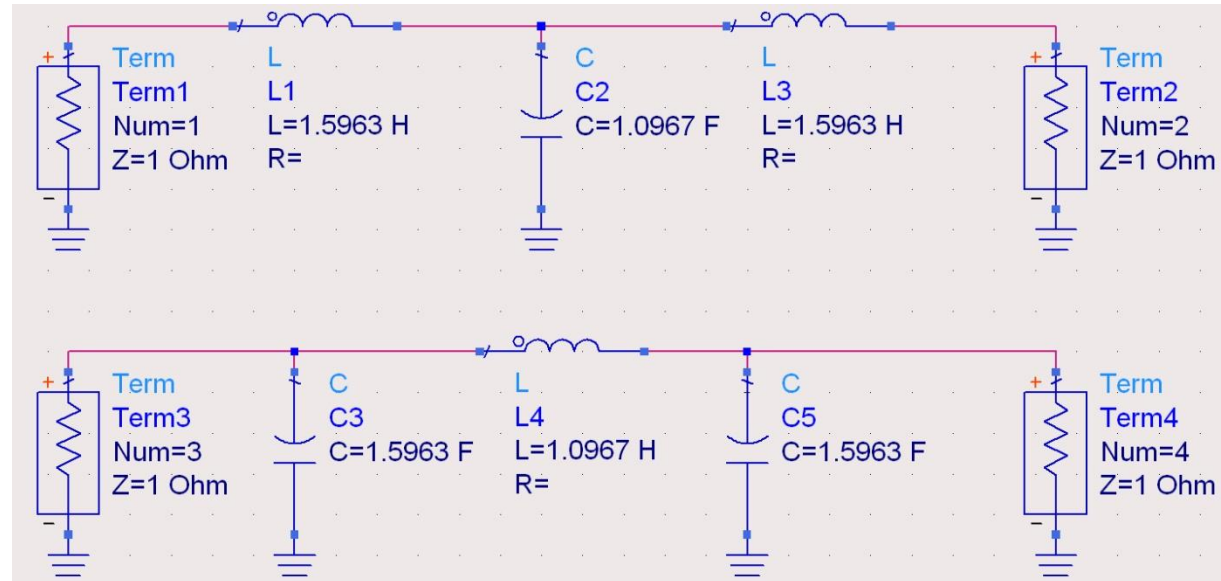 +
Term
Term1
Num=1
Z=1 Ohm
-
L
L1
L=1.5963 H
R=
C
C2
C=1.0967 F
L
L3
L=1.5963 H
R=
+
Term
Term2
Num=2
Z=1 Ohm
-
+
Term
Term3
Num=3
Z=1 Ohm
-
C
C3
C=1.5963 F
L
L4
L=1.0967 H
R=
C
C5
C=1.5963 F
+
Term
Term4
Num=4
Z=1 Ohm
-